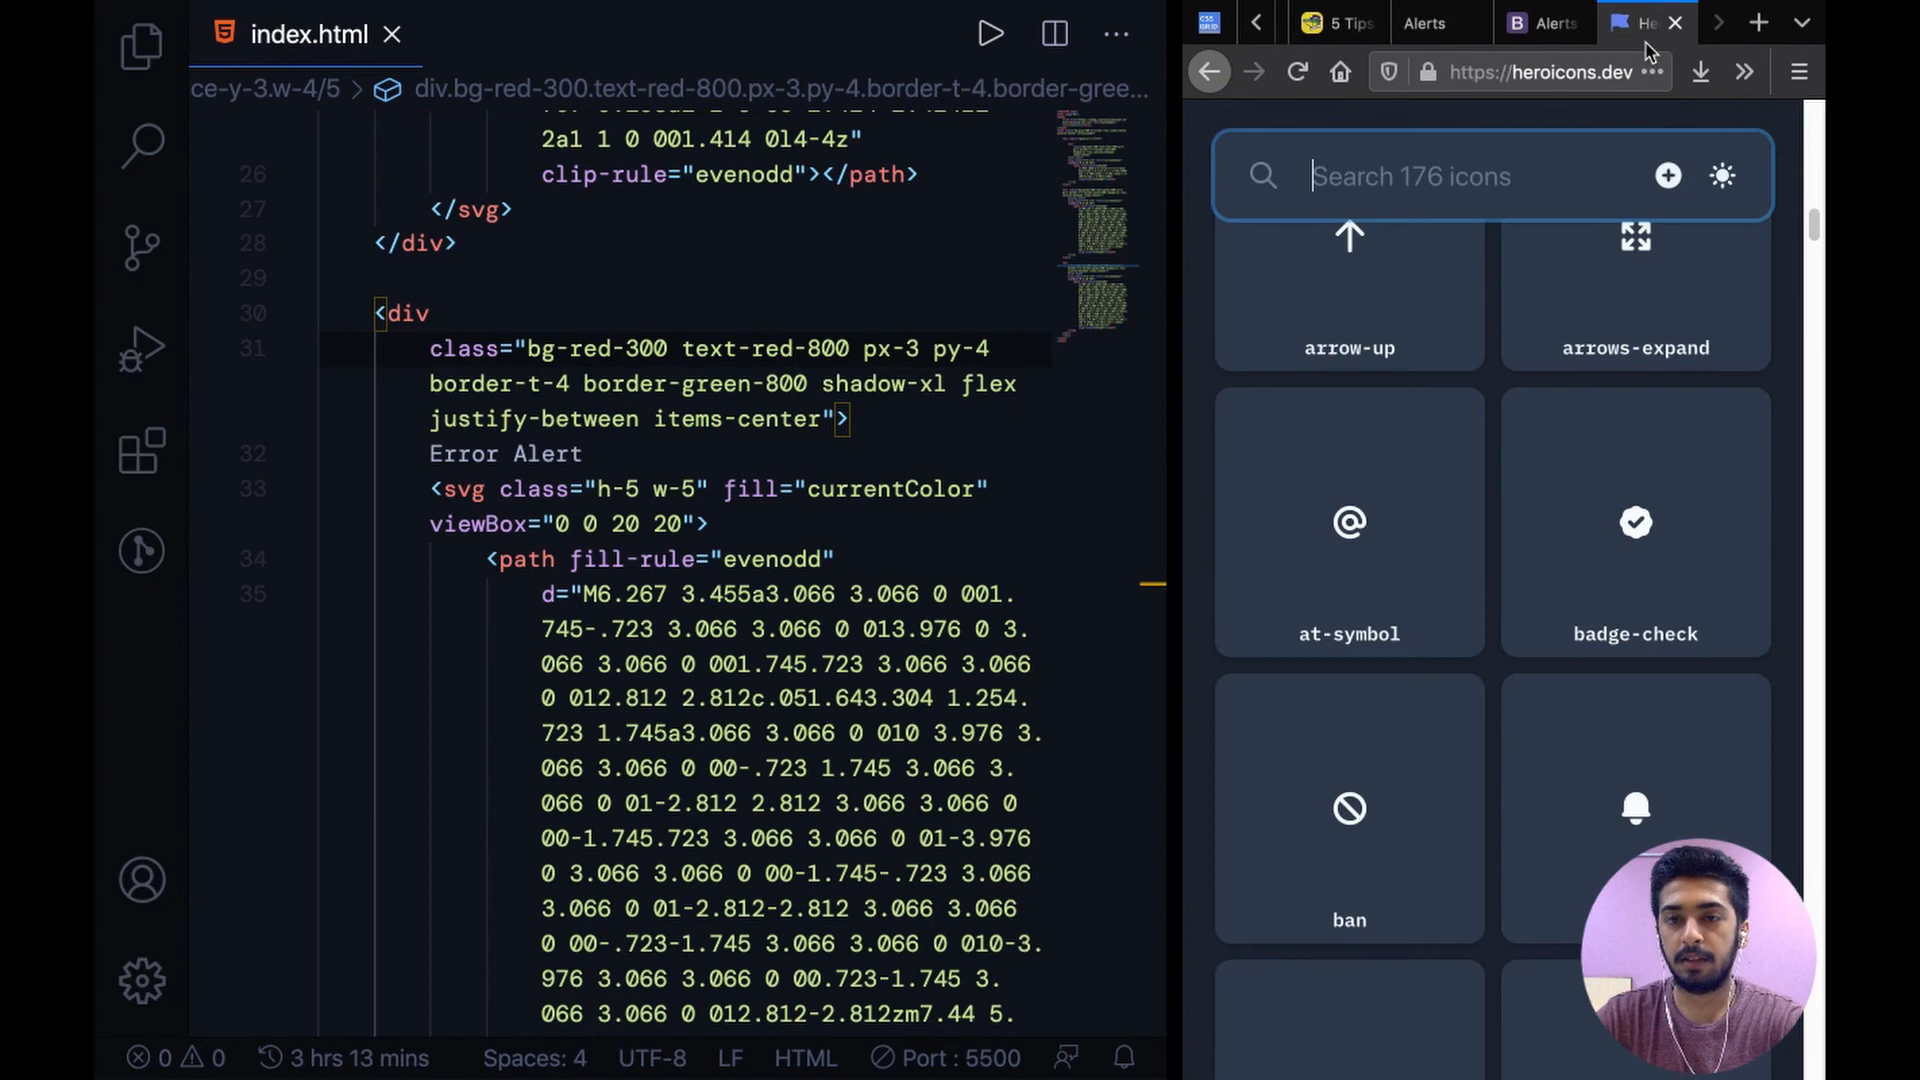 index.html
ce-y-3.w-4/5 > div.bg-red-300.text-red-800.px-3.py-4.border-t-4.border-gree...
2a1 1 0 001.414 0l4-4z"
26 clip-rule="evenodd"></path>
27 </svg>
28 </div>
29
30 <div
31 class="bg-red-300 text-red-800 px-3 py-4
border-t-4 border-green-800 shadow-xl flex
justify-between items-center">
32 Error Alert
33 <svg class="h-5 w-5" fill="currentColor"
viewBox="0 0 20 20">
34 <path fill-rule="evenodd"
35 d="M6.267 3.455a3.066 3.066 0 001.
745-.723 3.066 3.066 0 013.976 0 3.
066 3.066 0 001.745.723 3.066 3.066
0 012.812 2.812c.051.643.304 1.254.
723 1.745a3.066 3.066 0 010 3.976 3.
066 3.066 0 00-.723 1.745 3.066 3.
066 0 01-2.812 2.812 3.066 3.066 0
00-1.745.723 3.066 3.066 0 01-3.976
0 3.066 3.066 0 00-1.745-.723 3.066
3.066 0 01-2.812-2.812 3.066 3.066
0 00-.723-1.745 3.066 3.066 0 010-3.
976 3.066 3.066 0 00.723-1.745 3.
066 3.066 0 012.812-2.812zm7.44 5.
0 0 3 hrs 13 mins Spaces: 4 UTF-8 LF HTML Port : 5500
CSS GRID 5 Tips Alerts B Alerts He
https://heroicons.dev
Search 176 icons
arrow-up arrows-expand
at-symbol badge-check
ban